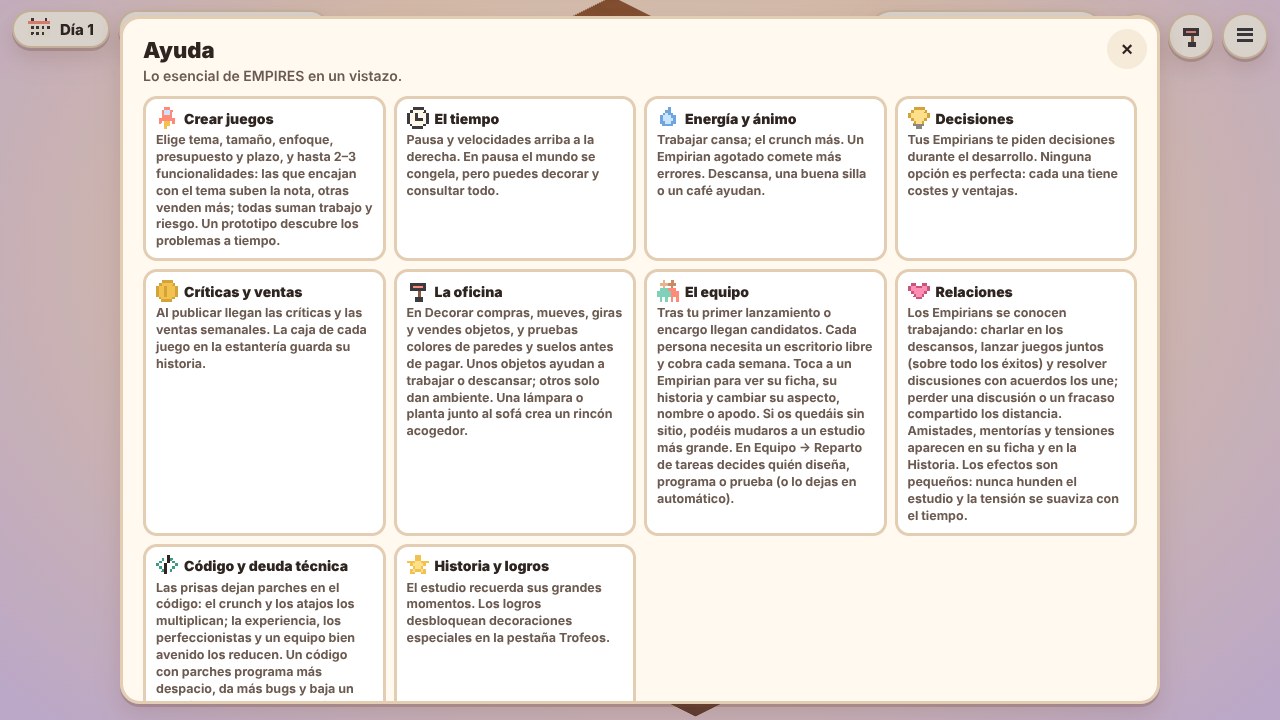 Día 1
Ayuda
Lo esencial de EMPIRES en un vistazo.
Crear juegos
Elige tema, tamaño, enfoque,
presupuesto y plazo, y hasta 2–3
funcionalidades: las que encajan
con el tema suben la nota, otras
venden más; todas suman trabajo y
riesgo. Un prototipo descubre los
problemas a tiempo.
El tiempo
Pausa y velocidades arriba a la
derecha. En pausa el mundo se
congela, pero puedes decorar y
consultar todo.
Energía y ánimo
Trabajar cansa; el crunch más. Un
Empirian agotado comete más
errores. Descansa, una buena silla
o un café ayudan.
Decisiones
Tus Empirians te piden decisiones
durante el desarrollo. Ninguna
opción es perfecta: cada una tiene
costes y ventajas.
Críticas y ventas
Al publicar llegan las críticas y las
ventas semanales. La caja de cada
juego en la estantería guarda su
historia.
La oficina
En Decorar compras, mueves, giras
y vendes objetos, y pruebas
colores de paredes y suelos antes
de pagar. Unos objetos ayudan a
trabajar o descansar; otros solo
dan ambiente. Una lámpara o
planta junto al sofá crea un rincón
acogedor.
El equipo
Tras tu primer lanzamiento o
encargo llegan candidatos. Cada
persona necesita un escritorio libre
y cobra cada semana. Toca a un
Empirian para ver su ficha, su
historia y cambiar su aspecto,
nombre o apodo. Si os quedáis sin
sitio, podéis mudaros a un estudio
más grande. En Equipo → Reparto
de tareas decides quién diseña,
programa o prueba (o lo dejas en
automático).
Relaciones
Los Empirians se conocen
trabajando: charlar en los
descansos, lanzar juegos juntos
(sobre todo los éxitos) y resolver
discusiones con acuerdos los une;
perder una discusión o un fracaso
compartido los distancia.
Amistades, mentorías y tensiones
aparecen en su ficha y en la
Historia. Los efectos son
pequeños: nunca hunden el
estudio y la tensión se suaviza con
el tiempo.
Código y deuda técnica
Las prisas dejan parches en el
código: el crunch y los atajos los
multiplican; la experiencia, los
perfeccionistas y un equipo bien
avenido los reducen. Un código
con parches programa más
despacio, da más bugs y baja un
Historia y logros
El estudio recuerda sus grandes
momentos. Los logros
desbloquean decoraciones
especiales en la pestaña Trofeos.